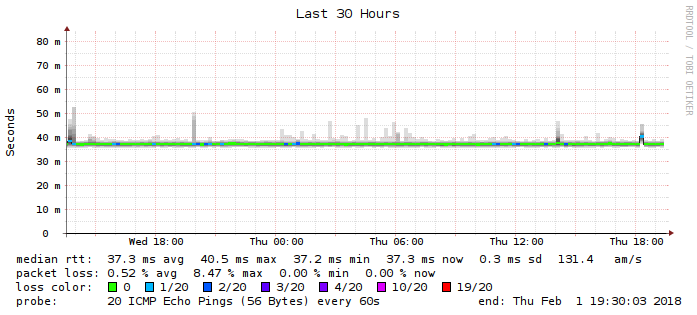 Last 30 Hours
RRDTOOL / TOBI OETIKER
Seconds
80 m
70 m
60 m
50 m
40 m
30 m
20 m
10 m
0
Wed 18:00 Thu 00:00 Thu 06:00 Thu 12:00 Thu 18:00
median rtt: 37.3 ms avg 40.5 ms max 37.2 ms min 37.3 ms now 0.3 ms sd 131.4 am/s
packet loss: 0.52 % avg 8.47 % max 0.00 % min 0.00 % now
loss color: 0 1/20 2/20 3/20 4/20 10/20 19/20
probe: 20 ICMP Echo Pings (56 Bytes) every 60s end: Thu Feb 1 19:30:03 2018